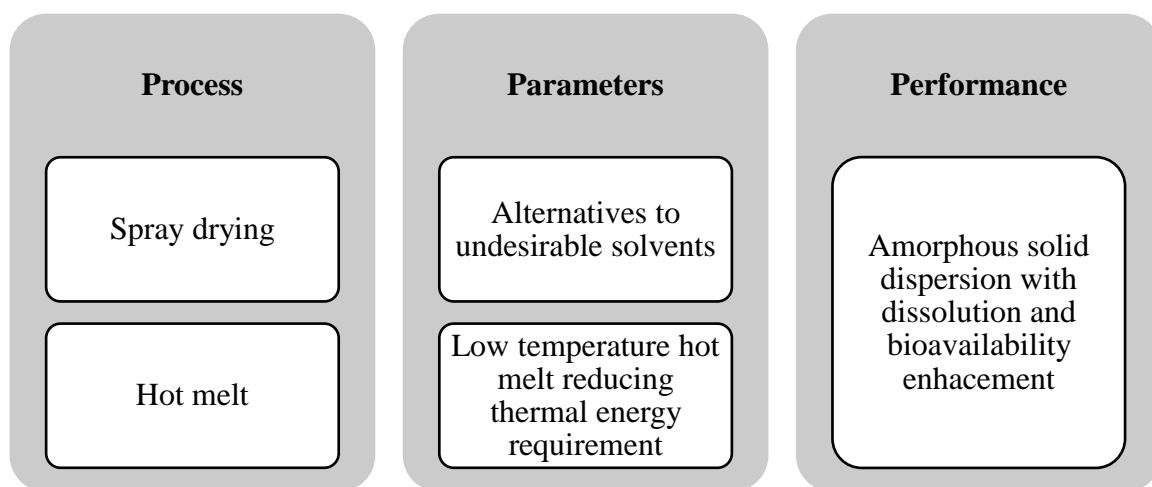 Process
Spray drying
Hot melt
Parameters
Alternatives to
undesirable solvents
Low temperature hot
melt reducing
thermal energy
requirement
Performance
Amorphous solid
dispersion with
dissolution and
bioavailability
enhacement